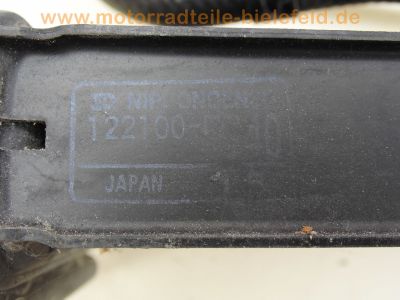 www.motorradteile-bielefeld.de
NIPPONDENSO
122100-
JAPAN